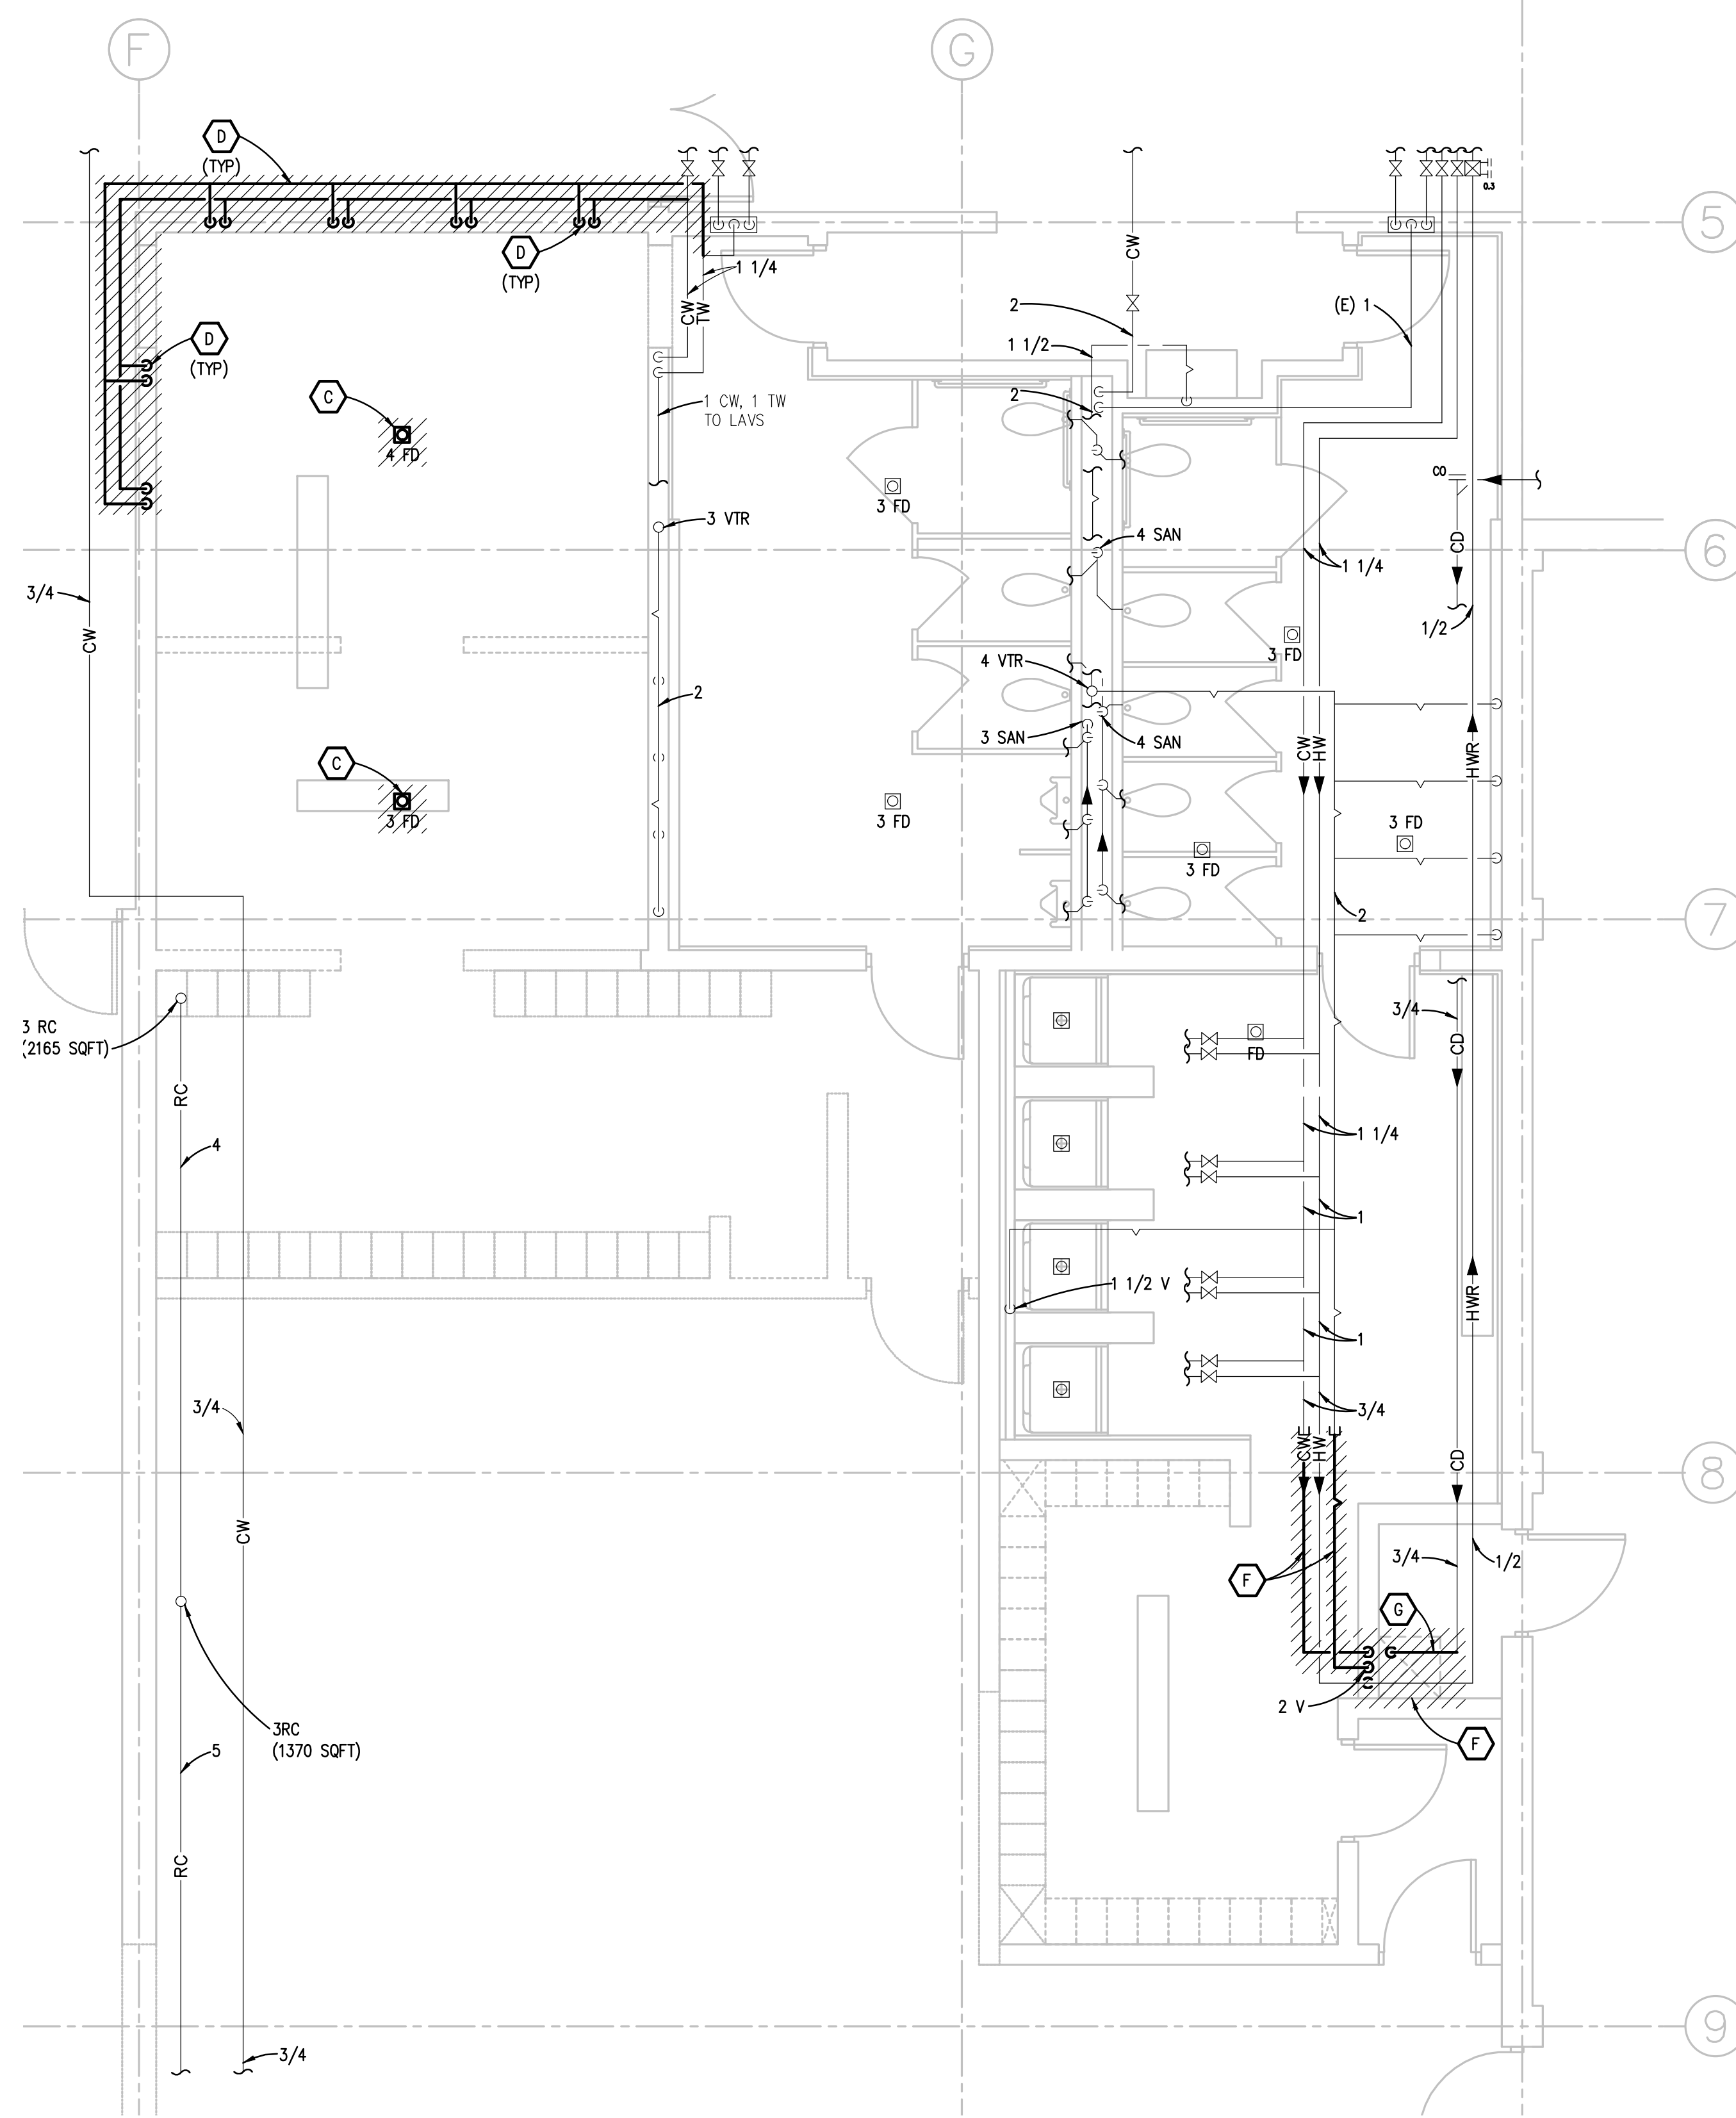 F
G
D
(TYP)
0.3
5
D
(TYP)
1 1/4
CW
TW
CW
2
(E) 1
1 1/2
D
(TYP)
C
2
1 CW, 1 TW
TO LAVS
4 FD
8
3 FD
3 VTR
4 SAN
CD
6
1 1/4
3/4
1/2
CW
3 FD
4 VTR
2
3 SAN
4 SAN
CW
HW
HWR
C
3 FD
3 FD
3 FD
3 FD
2
7
3/4
3 RC
(2165 SQFT)
CD
FD
RC
4
1 1/4
1
1 1/2 V
HWR
1
3/4
3/4
CW
HW
CD
8
CW
3/4
1/2
F
G
2 V
3RC
(1370 SQFT)
5
F
RC
9
3/4